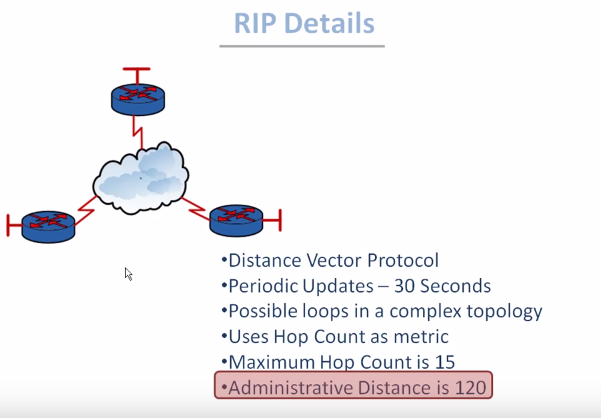 RIP Details
•Distance Vector Protocol
•Periodic Updates – 30 Seconds
•Possible loops in a complex topology
•Uses Hop Count as metric
•Maximum Hop Count is 15
•Administrative Distance is 120